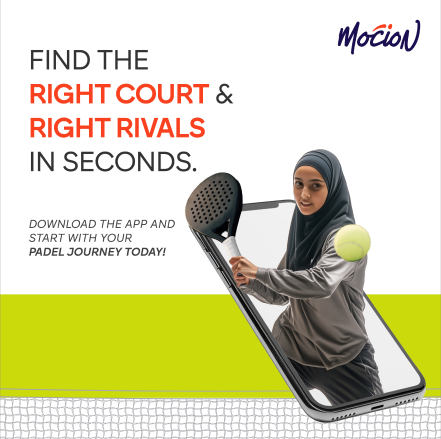 Mocion
FIND THE
RIGHT COURT &
RIGHT RIVALS
IN SECONDS.
DOWNLOAD THE APP AND
START WITH YOUR
PADEL JOURNEY TODAY!